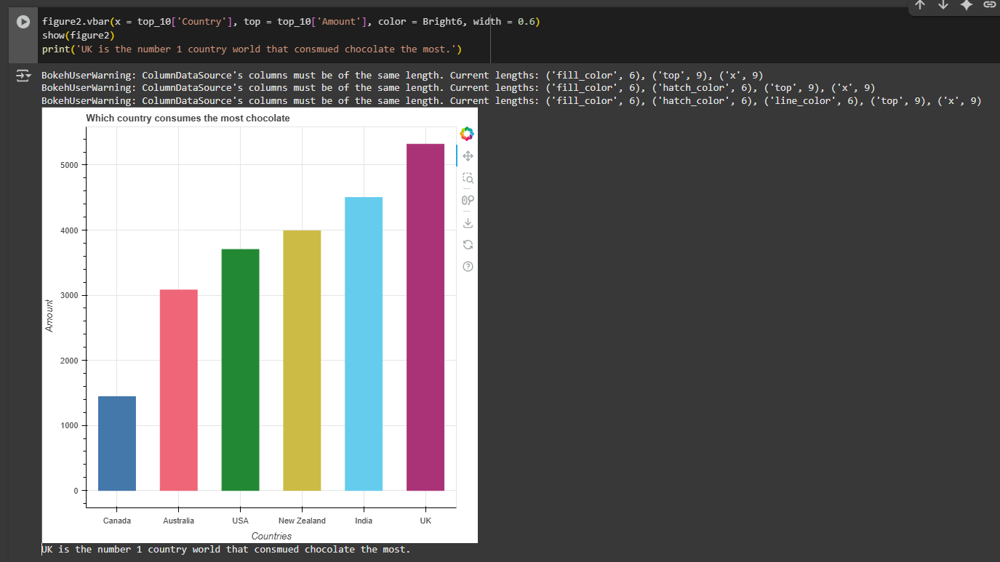 figure2.vbar(x = top_10['Country'], top = top_10['Amount'], color = Bright6, width = 0.6)
show(figure2)
print('UK is the number 1 country world that consmued chocolate the most.')
BokehUserWarning: ColumnDataSource's columns must be of the same length. Current lengths: ('fill_color', 6), ('top', 9), ('x', 9)
BokehUserWarning: ColumnDataSource's columns must be of the same length. Current lengths: ('fill_color', 6), ('hatch_color', 6), ('top', 9), ('x', 9)
BokehUserWarning: ColumnDataSource's columns must be of the same length. Current lengths: ('fill_color', 6), ('hatch_color', 6), ('line_color', 6), ('top', 9), ('x', 9)
Which country consumes the most chocolate
5000
4000
3000
2000
1000
0
Amount
Canada Australia USA New Zealand India UK
Countries
UK is the number 1 country world that consmued chocolate the most.